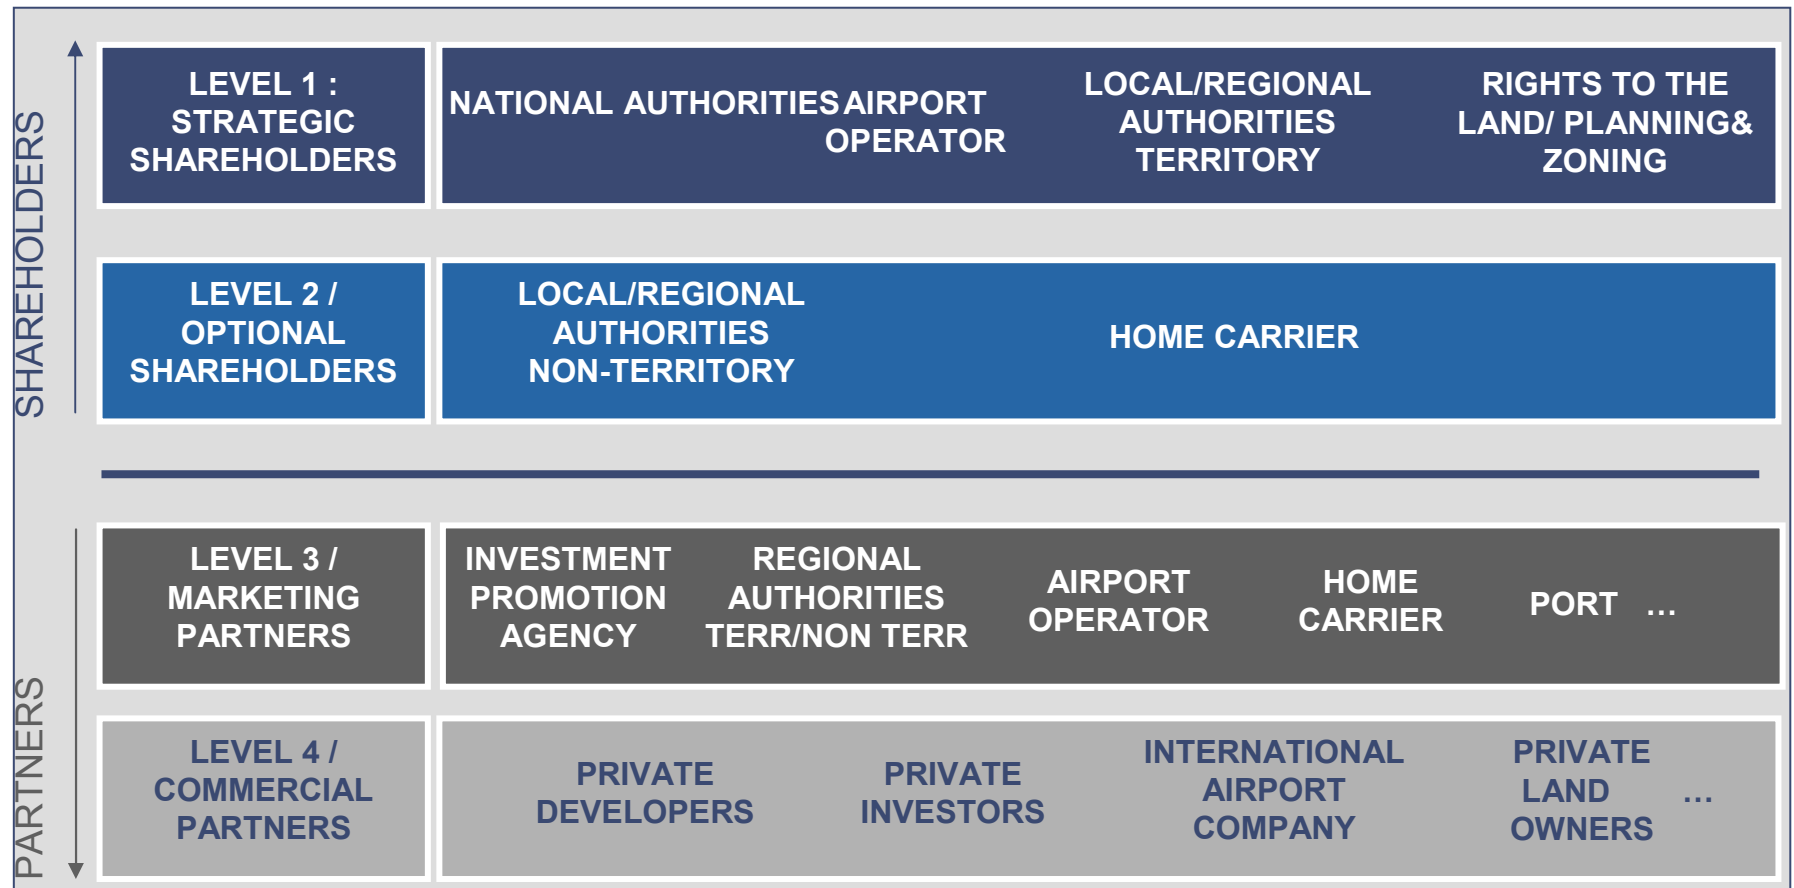 SHAREHOLDERS
LEVEL 1 :
STRATEGIC
SHAREHOLDERS
NATIONAL AUTHORITIES
AIRPORT
OPERATOR
LOCAL/REGIONAL
AUTHORITIES
TERRITORY
RIGHTS TO THE
LAND/ PLANNING&
ZONING
LEVEL 2 /
OPTIONAL
SHAREHOLDERS
LOCAL/REGIONAL
AUTHORITIES
NON-TERRITORY
HOME CARRIER
PARTNERS
LEVEL 3 /
MARKETING
PARTNERS
INVESTMENT
PROMOTION
AGENCY
REGIONAL
AUTHORITIES
TERR/NON TERR
AIRPORT
OPERATOR
HOME
CARRIER
PORT …
LEVEL 4 /
COMMERCIAL
PARTNERS
PRIVATE
DEVELOPERS
PRIVATE
INVESTORS
INTERNATIONAL
AIRPORT
COMPANY
PRIVATE
LAND …
OWNERS